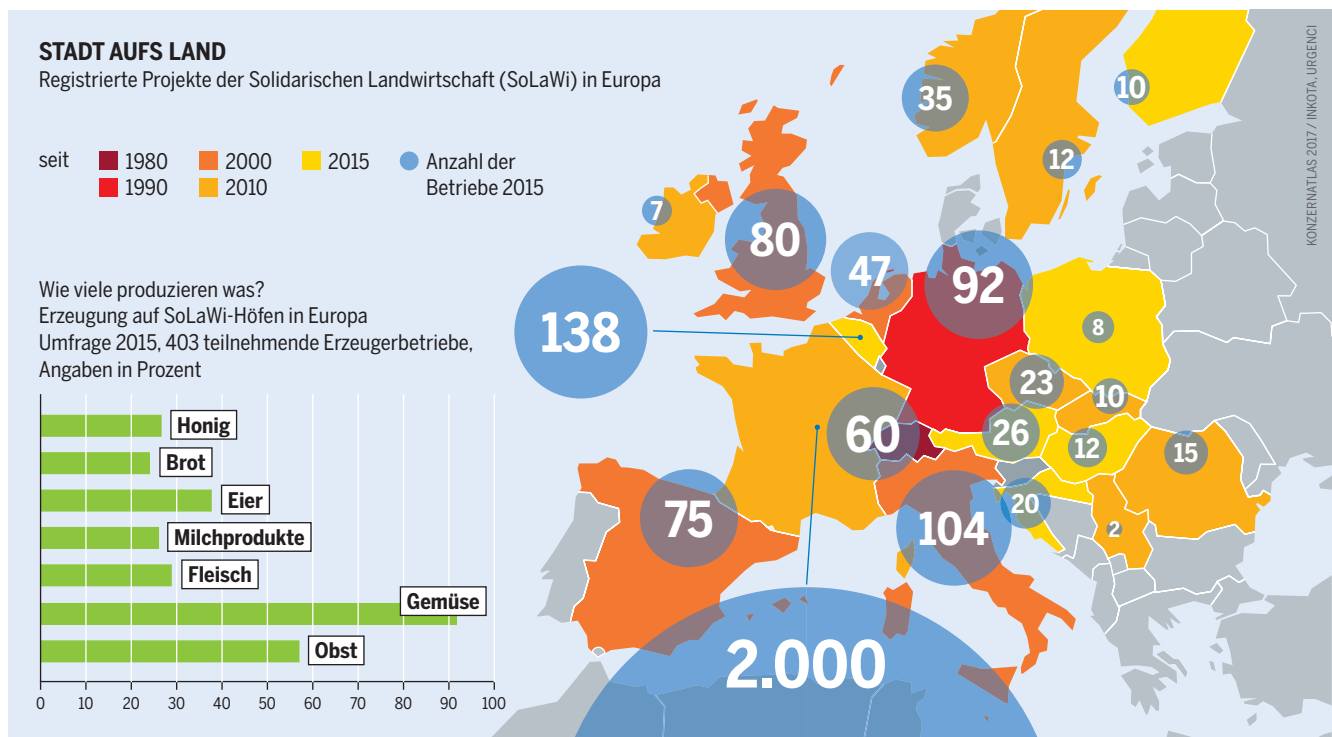 STADT AUFS LAND
Registrierte Projekte der Solidarischen Landwirtschaft (SoLaWi) in Europa
seit
1980
2000
2015
Anzahl der
Betriebe 2015
1990
2010
Wie viele produzieren was?
Erzeugung auf SoLaWi-Höfen in Europa
Umfrage 2015, 403 teilnehmende Erzeugerbetriebe,
Angaben in Prozent
Honig
Brot
Eier
Milchprodukte
Fleisch
Gemüse
Obst
0 10 20 30 40 50 60 70 80 90 100
35
10
12
7
80
47
92
138
8
23
10
60
26
12
15
75
104
20
2
2.000
KONZERNATLAS 2017 / INKOTA, URGENCI